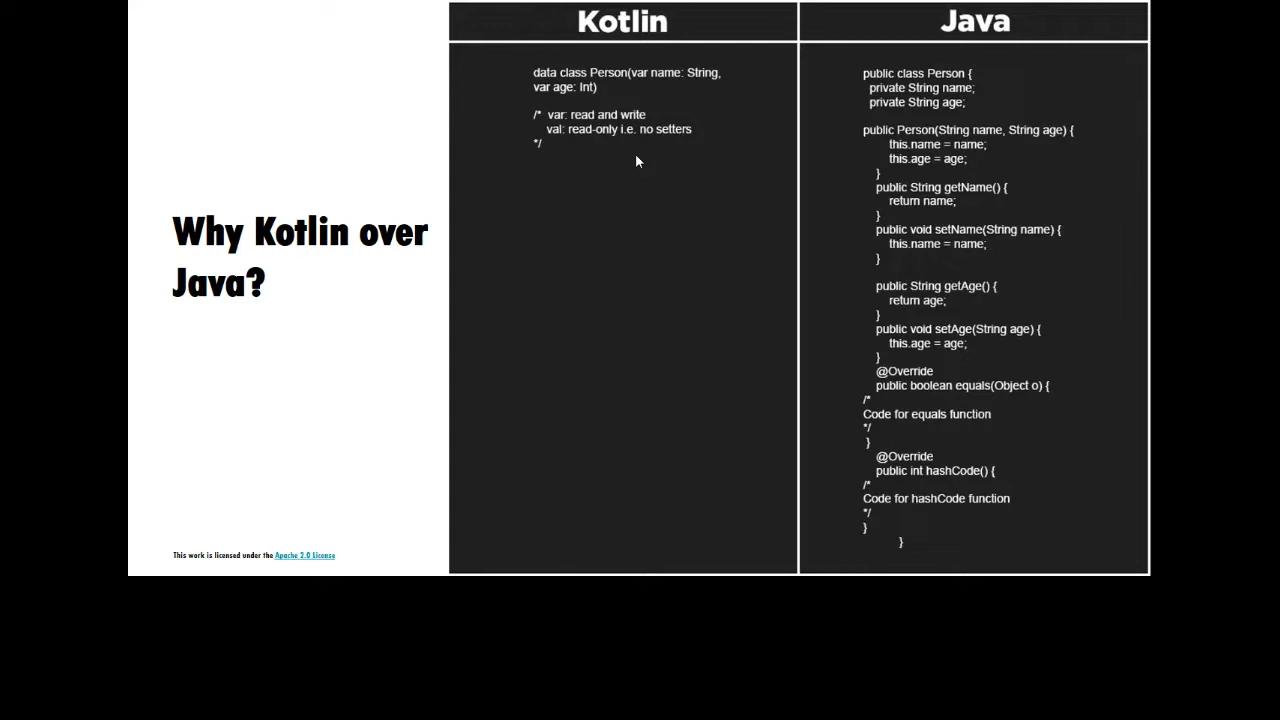 Why Kotlin over
Java?
This work is licensed under the Apache 2.0 License
Kotlin
data class Person(var name: String,
var age: Int)
/* var: read and write
val: read-only i.e. no setters
*/
Java
public class Person {
private String name;
private String age;
public Person(String name, String age) {
this.name = name;
this.age = age;
}
public String getName() {
return name;
}
public void setName(String name) {
this.name = name;
}
public String getAge() {
return age;
}
public void setAge(String age) {
this.age = age;
}
@Override
public boolean equals(Object o) {
/*
Code for equals function
*/
}
@Override
public int hashCode() {
/*
Code for hashCode function
*/
}
}